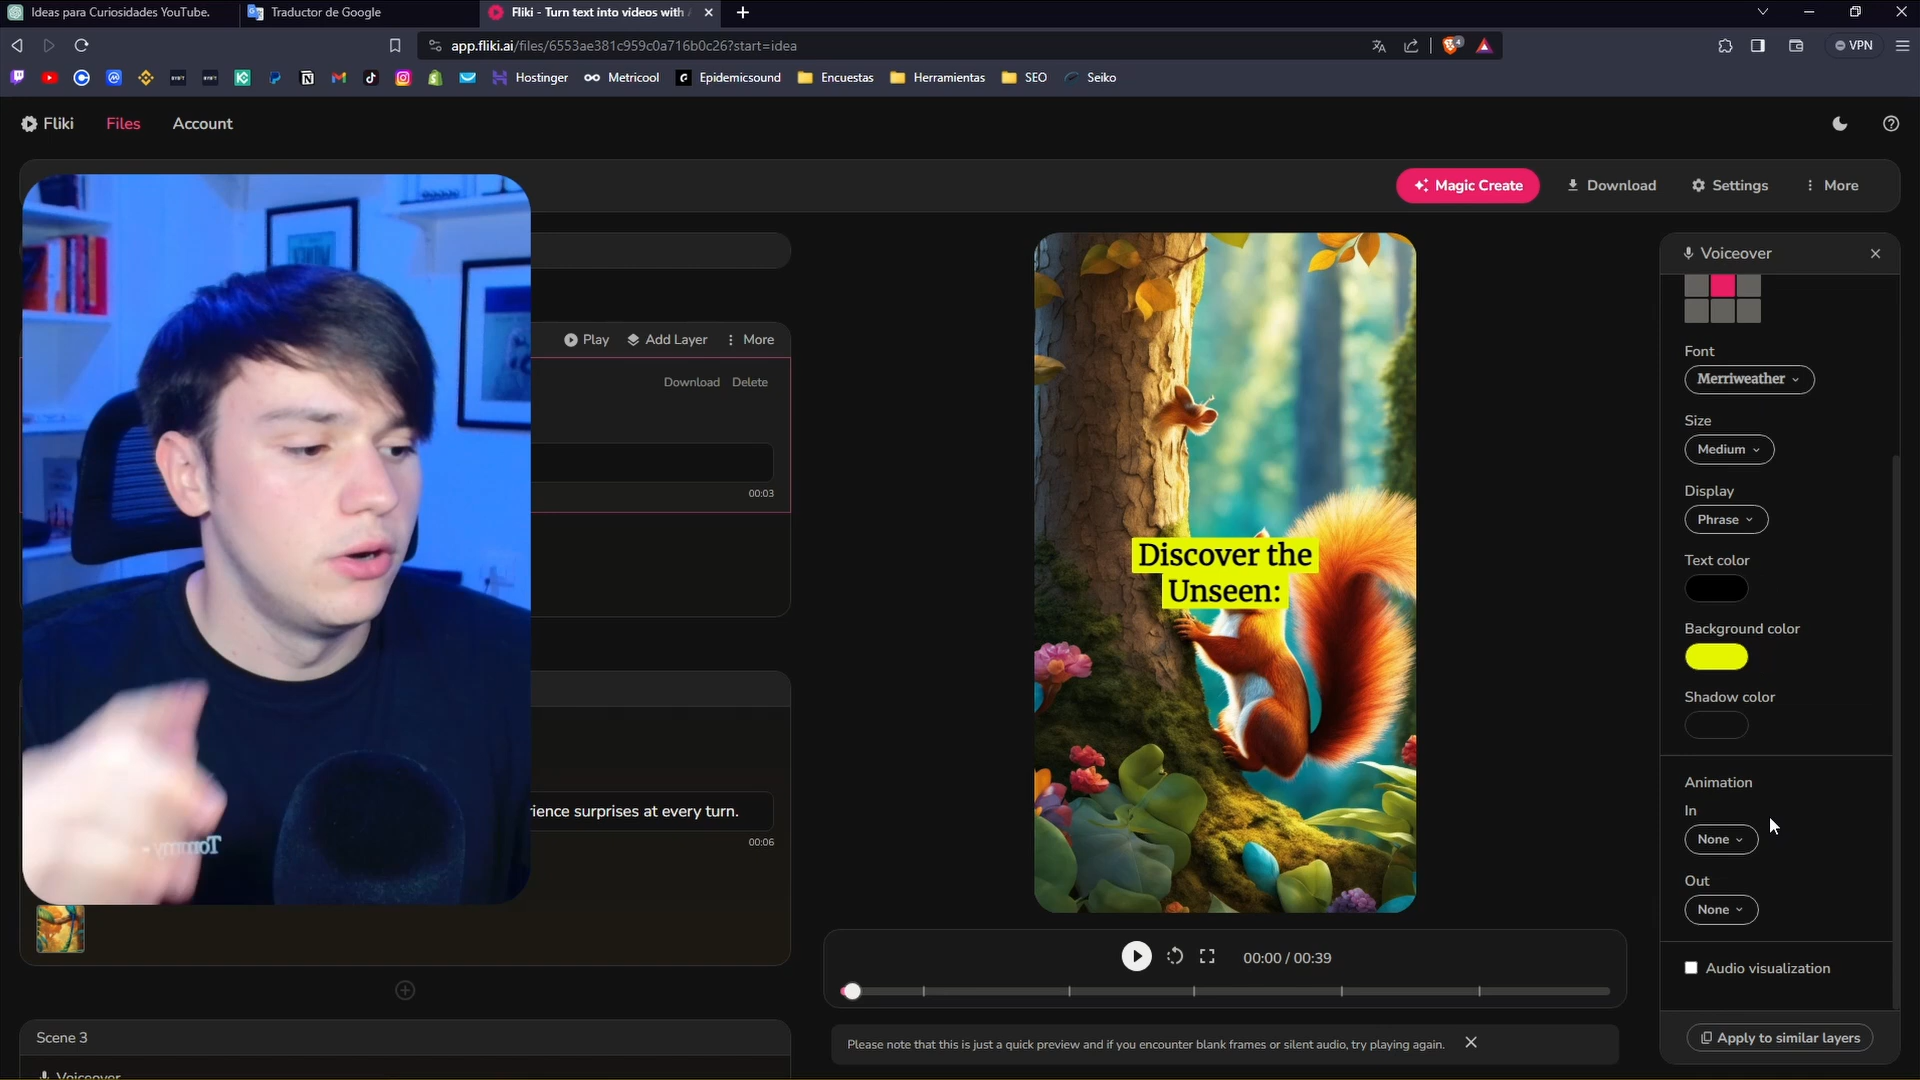 Ideas para Curiosidades YouTube.
Traductor de Google
Fliki - Turn text into videos with
app.fliki.ai/files/6553ae381c959c0a716b0c26?start=idea
VPN
Hostinger
Metricool
Epidemicsound
Encuestas
Herramientas
SEO
Seiko
Fliki
Files
Account
Magic Create
Download
Settings
More
Play
Add Layer
More
Download
Delete
00:03
rience surprises at every turn.
00:06
Scene 3
Voiceover
Tommy -
Discover the
Unseen:
00:00 / 00:39
Please note that this is just a quick preview and if you encounter blank frames or silent audio, try playing again.
Voiceover
Font
Merriweather
Size
Medium
Display
Phrase
Text color
Background color
Shadow color
Animation
In
None
Out
None
Audio visualization
Apply to similar layers